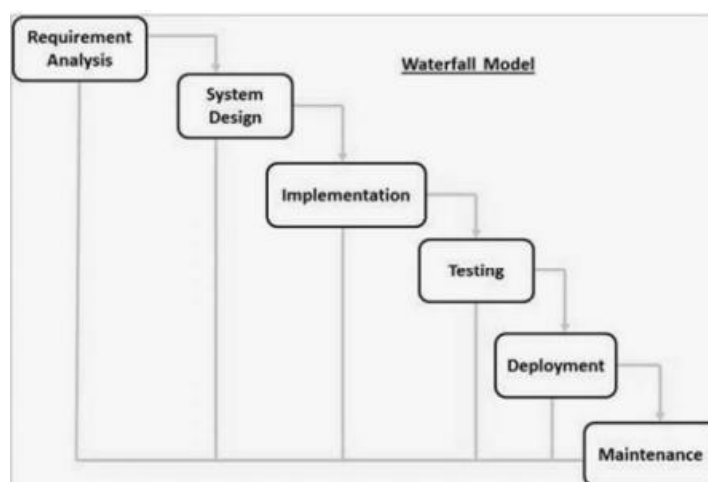 Requirement
Analysis
Waterfall Model
System
Design
Implementation
Testing
Deployment
Maintenance